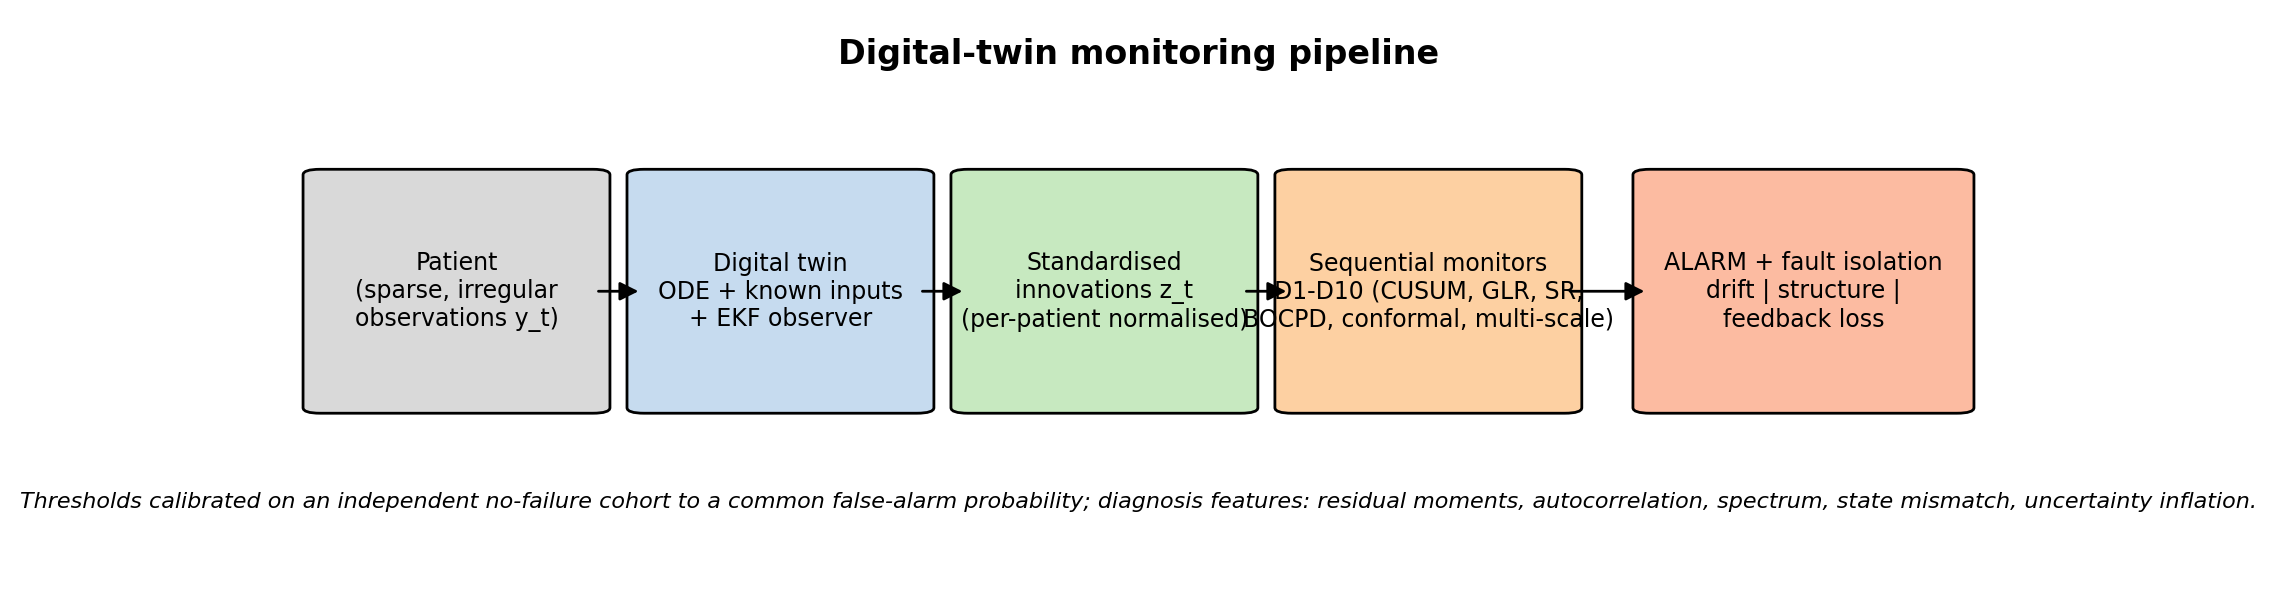 Digital-twin monitoring pipeline
Patient
(sparse, irregular
observations y_t)
Digital twin
ODE + known inputs
+ EKF observer
Standardised
innovations z_t
(per-patient normalised)
Sequential monitors
D1-D10 (CUSUM, GLR, SR,
BOCPD, conformal, multi-scale)
ALARM + fault isolation
drift | structure |
feedback loss
Thresholds calibrated on an independent no-failure cohort to a common false-alarm probability; diagnosis features: residual moments, autocorrelation, spectrum, state mismatch, uncertainty inflation.